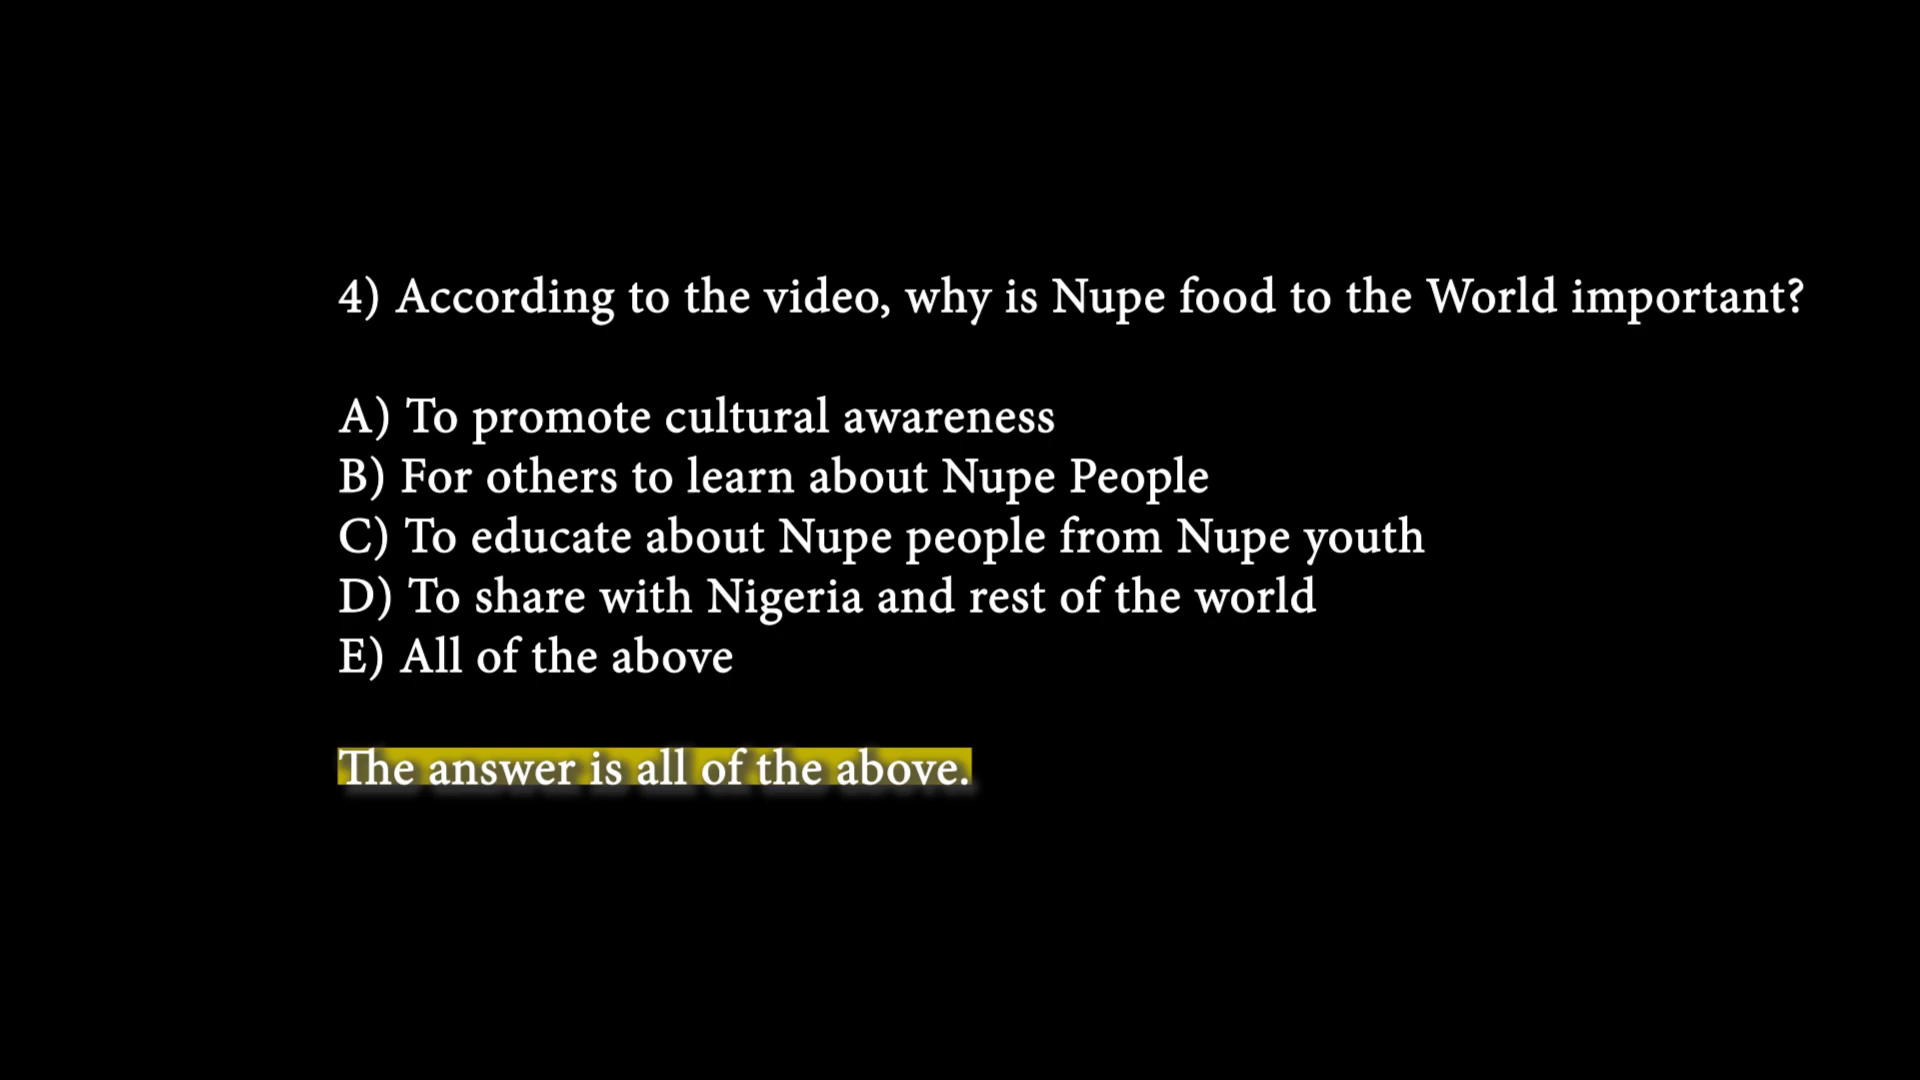 4) According to the video, why is Nupe food to the World important?
A) To promote cultural awareness
B) For others to learn about Nupe People
C) To educate about Nupe people from Nupe youth
D) To share with Nigeria and rest of the world
E) All of the above
The answer is all of the above.